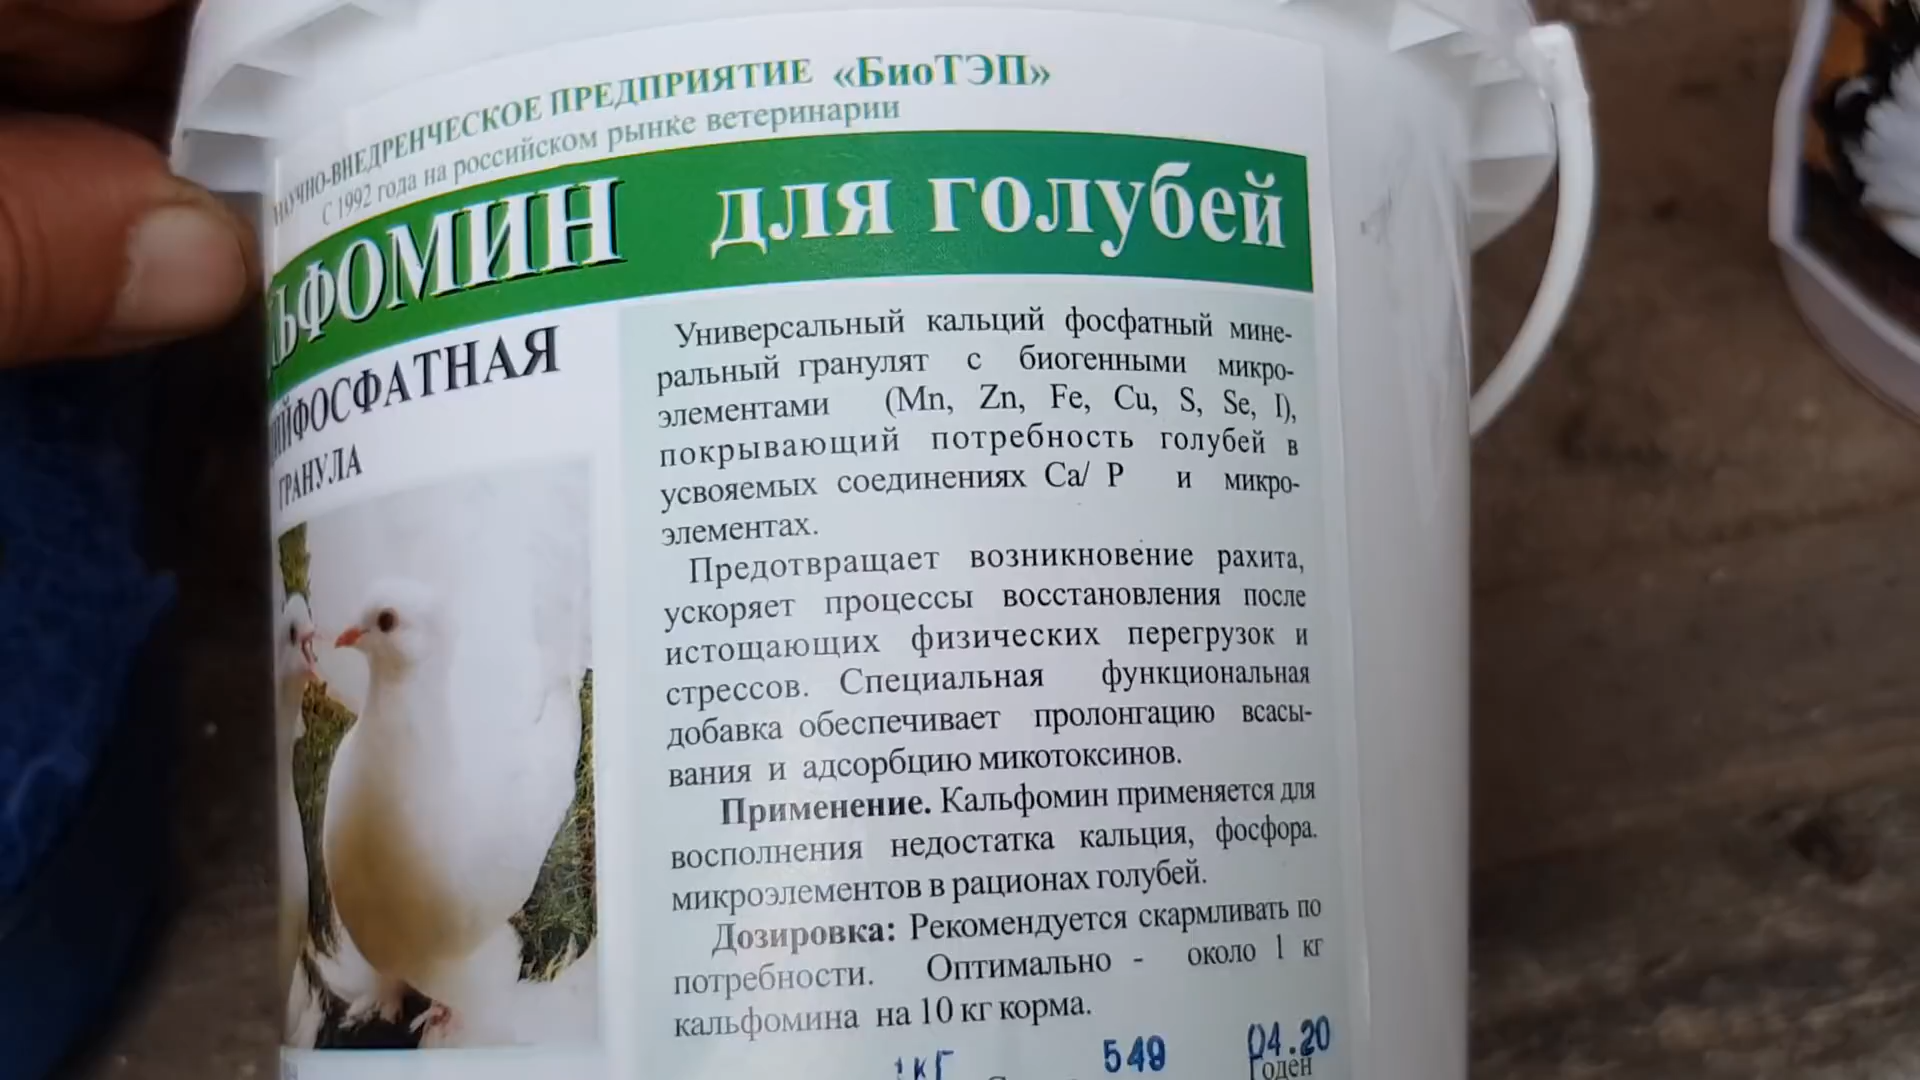 НАУЧНО-ВНЕДРЕНЧЕСКОЕ ПРЕДПРИЯТИЕ «БиоТЭП»
С 1992 года на российском рынке ветеринарии
ЬФОМИН для голубей
ИЙФОСФАТНАЯ
ГРАНУЛА
Универсальный кальций фосфатный мине-
ральный гранулят с биогенными микро-
элементами (Mn, Zn, Fe, Cu, S, Se, I),
покрывающий потребность голубей в
усвояемых соединениях Ca/ P и микро-
элементах.
Предотвращает возникновение рахита,
ускоряет процессы восстановления после
истощающих физических перегрузок и
стрессов. Специальная функциональная
добавка обеспечивает пролонгацию всасы-
вания и адсорбцию микотоксинов.
Применение. Кальфомин применяется для
восполнения недостатка кальция, фосфора.
микроэлементов в рационах голубей.
Дозировка: Рекомендуется скармливать по
потребности. Оптимально - около 1 кг
кальфомина на 10 кг корма.
1КГ 549 04.20
Годен